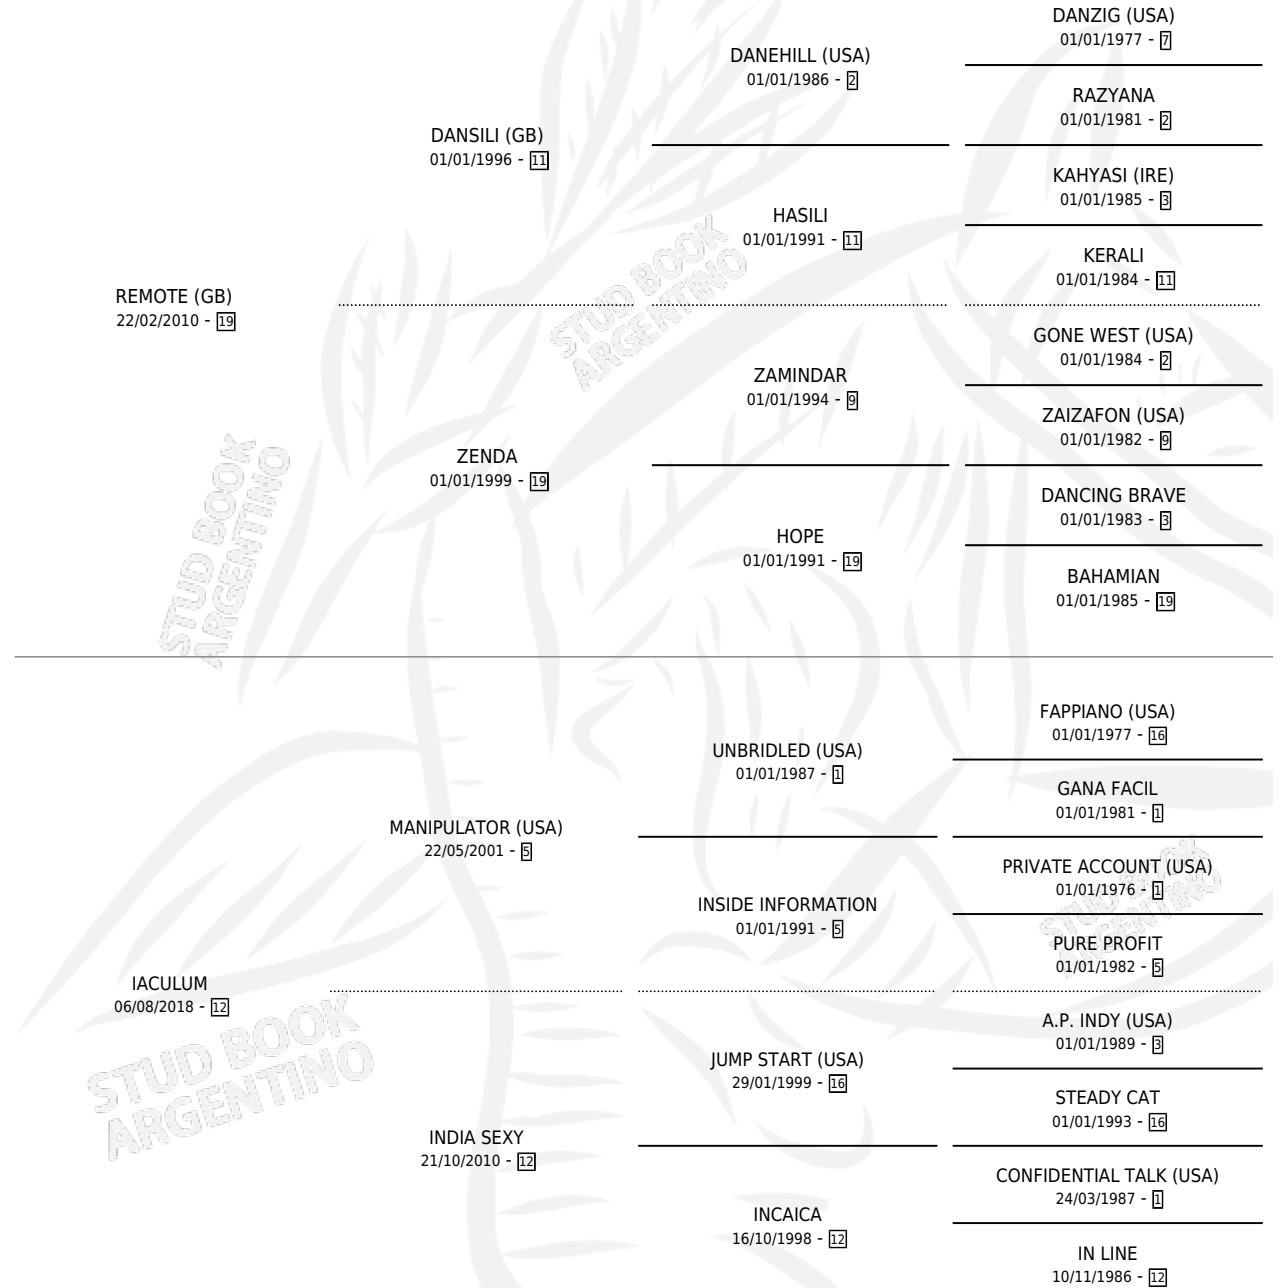 DANZIG (USA)
01/01/1977 - 7
DANEHILL (USA)
01/01/1986 - 2
RAZYANA
01/01/1981 - 2
DANSILI (GB)
01/01/1996 - 11
KAHYASI (IRE)
01/01/1985 - 3
HASILI
01/01/1991 - 11
KERALI
01/01/1984 - 11
REMOTE (GB)
22/02/2010 - 19
GONE WEST (USA)
01/01/1984 - 2
ZAMINDAR
01/01/1994 - 9
ZAIZAFON (USA)
01/01/1982 - 9
ZENDA
01/01/1999 - 19
DANCING BRAVE
01/01/1983 - 3
HOPE
01/01/1991 - 19
BAHAMIAN
01/01/1985 - 19
FAPPIANO (USA)
01/01/1977 - 16
UNBRIDLED (USA)
01/01/1987 - 1
GANA FACIL
01/01/1981 - 1
MANIPULATOR (USA)
22/05/2001 - 5
PRIVATE ACCOUNT (USA)
01/01/1976 - 1
INSIDE INFORMATION
01/01/1991 - 5
PURE PROFIT
01/01/1982 - 5
IACULUM
06/08/2018 - 12
A.P. INDY (USA)
01/01/1989 - 3
JUMP START (USA)
29/01/1999 - 16
STEADY CAT
01/01/1993 - 16
INDIA SEXY
21/10/2010 - 12
CONFIDENTIAL TALK (USA)
24/03/1987 - 1
INCAICA
16/10/1998 - 12
IN LINE
10/11/1986 - 12
STUD BOOK
ARGENTINO
STUD BOOK
ARGENTINO
STUD BOOK
ARGENTINO
STUD BOOK
ARGENTINO